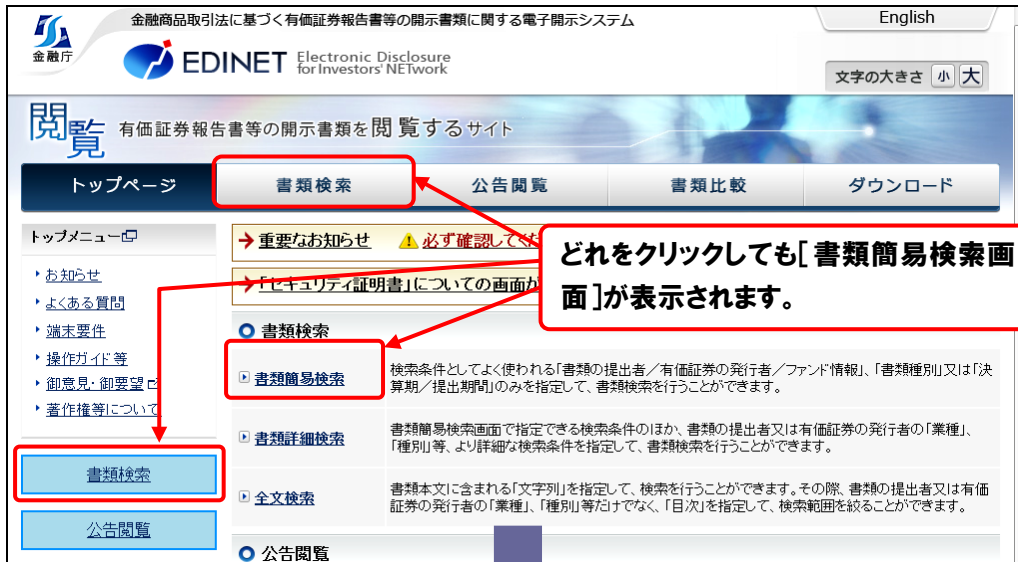 金融商品取引法に基づく有価証券報告書等の開示書類に関する電子開示システム
English
金融庁
EDINET Electronic Disclosure
for Investors' NETwork
文字の大きさ 小 大
閲覧 有価証券報告書等の開示書類を閲覧するサイト
トップページ 書類検索 公告閲覧 書類比較 ダウンロード
トップメニュー
お知らせ
よくある質問
端末要件
操作ガイド等
御意見・御要望
著作権等について
書類検索
公告閲覧
重要なお知らせ 必ず確認してくだ
「セキュリティ証明書」についての画面が
どれをクリックしても[書類簡易検索画
面]が表示されます。
書類検索
書類簡易検索
検索条件としてよく使われる「書類の提出者/有価証券の発行者/ファンド情報」、「書類種別」又は「決
算期/提出期間」のみを指定して、書類検索を行うことができます。
書類詳細検索
書類簡易検索画面で指定できる検索条件のほか、書類の提出者又は有価証券の発行者の「業種」、
「種別」等、より詳細な検索条件を指定して、書類検索を行うことができます。
全文検索
書類本文に含まれる「文字列」を指定して、検索を行うことができます。その際、書類の提出者又は有価
証券の発行者の「業種」、「種別」等だけでなく、「目次」を指定して、検索範囲を絞ることができます。
公告閲覧